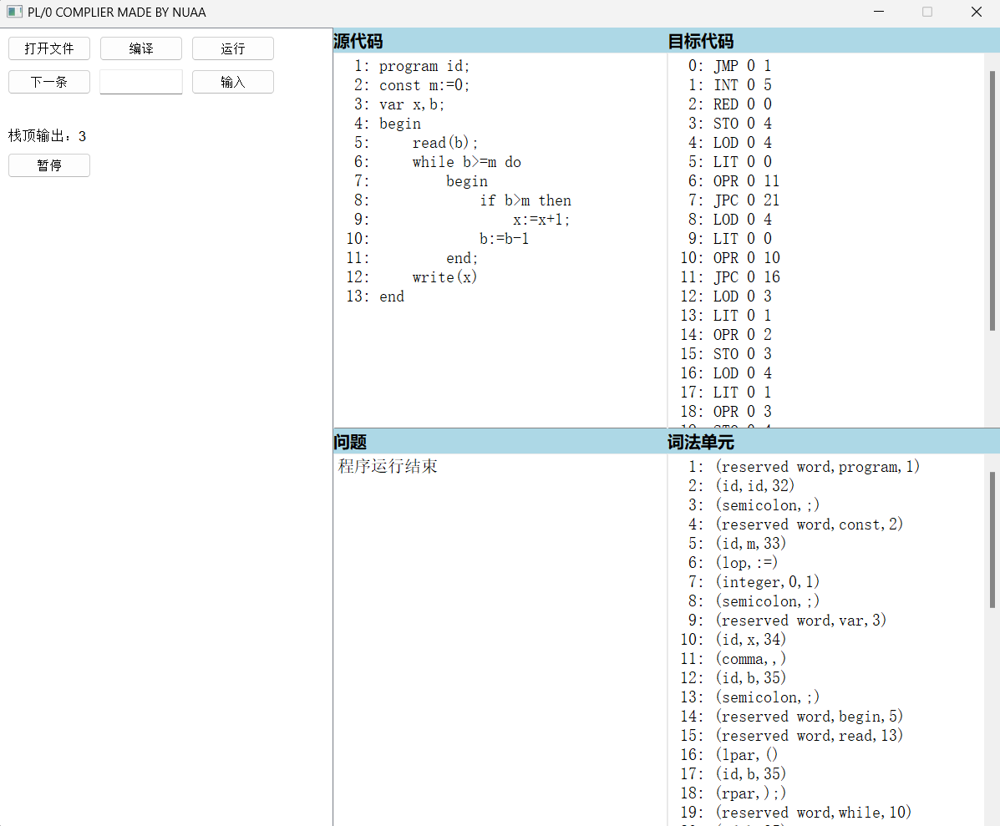 PL/0 COMPLIER MADE BY NUAA
打开文件 编译 运行
下一条 输入
栈顶输出：3
暂停
源代码
1: program id;
2: const m:=0;
3: var x,b;
4: begin
5: read(b);
6: while b>=m do
7: begin
8: if b>m then
9: x:=x+1;
10: b:=b-1
11: end;
12: write(x)
13: end
目标代码
0: JMP 0 1
1: INT 0 5
2: RED 0 0
3: STO 0 4
4: LOD 0 4
5: LIT 0 0
6: OPR 0 11
7: JPC 0 21
8: LOD 0 4
9: LIT 0 0
10: OPR 0 10
11: JPC 0 16
12: LOD 0 3
13: LIT 0 1
14: OPR 0 2
15: STO 0 3
16: LOD 0 4
17: LIT 0 1
18: OPR 0 3
问题
程序运行结束
词法单元
1: (reserved word,program,1)
2: (id,id,32)
3: (semicolon,;)
4: (reserved word,const,2)
5: (id,m,33)
6: (lop,:=)
7: (integer,0,1)
8: (semicolon,;)
9: (reserved word,var,3)
10: (id,x,34)
11: (comma,,)
12: (id,b,35)
13: (semicolon,;)
14: (reserved word,begin,5)
15: (reserved word,read,13)
16: (lpar,()
17: (id,b,35)
18: (rpar,);)
19: (reserved word,while,10)